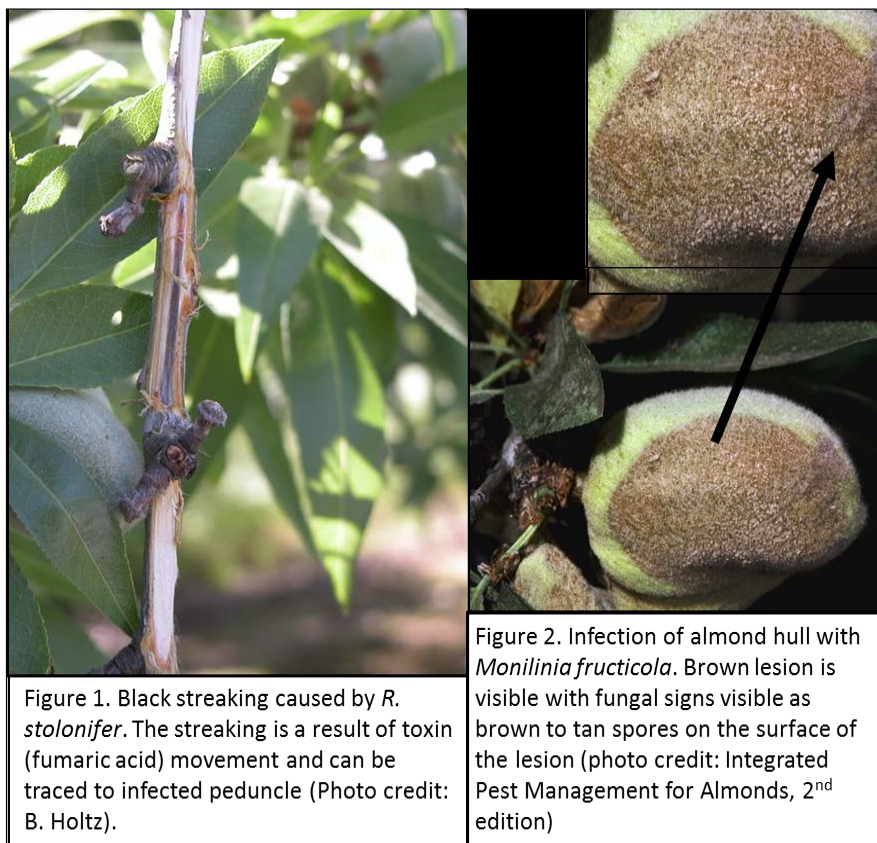 Figure 1. Black streaking caused by R.
stolonifer. The streaking is a result of toxin
(fumaric acid) movement and can be
traced to infected peduncle (Photo credit:
B. Holtz).
Figure 2. Infection of almond hull with
Monilinia fructicola. Brown lesion is
visible with fungal signs visible as
brown to tan spores on the surface of
the lesion (photo credit: Integrated
Pest Management for Almonds, 2nd
edition)